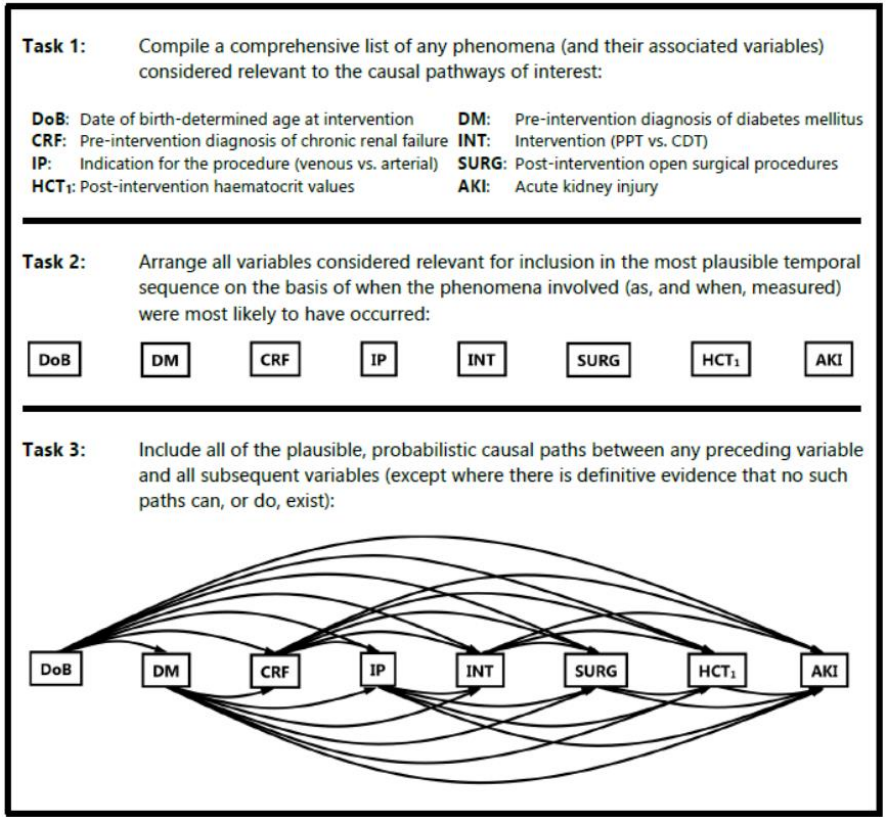 Task 1: Compile a comprehensive list of any phenomena (and their associated variables)
considered relevant to the causal pathways of interest:
DoB: Date of birth-determined age at intervention
DM: Pre-intervention diagnosis of diabetes mellitus
CRF: Pre-intervention diagnosis of chronic renal failure
INT: Intervention (PPT vs. CDT)
IP: Indication for the procedure (venous vs. arterial)
SURG: Post-intervention open surgical procedures
HCT₁: Post-intervention haematocrit values
AKI: Acute kidney injury
Task 2: Arrange all variables considered relevant for inclusion in the most plausible temporal
sequence on the basis of when the phenomena involved (as, and when, measured)
were most likely to have occurred:
DoB DM CRF IP INT SURG HCT₁ AKI
Task 3: Include all of the plausible, probabilistic causal paths between any preceding variable
and all subsequent variables (except where there is definitive evidence that no such
paths can, or do, exist):
DoB DM CRF IP INT SURG HCT₁ AKI